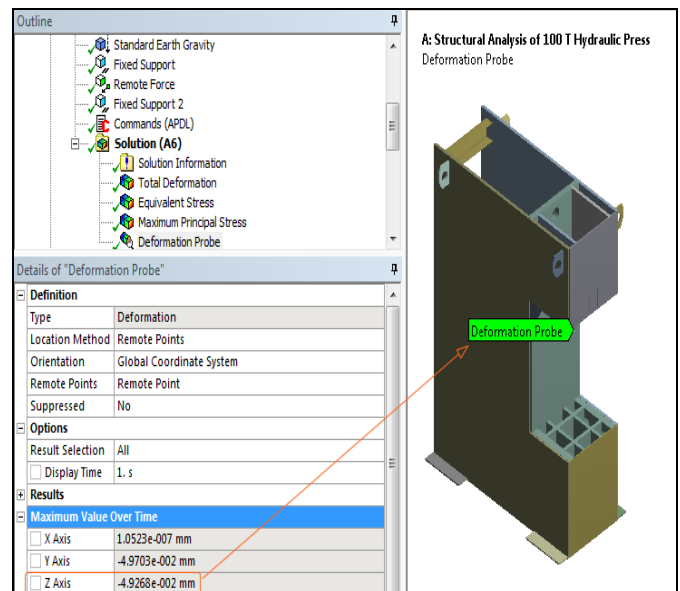 Outline
Standard Earth Gravity
Fixed Support
Remote Force
Fixed Support 2
Commands (APDL)
Solution (A6)
Solution Information
Total Deformation
Equivalent Stress
Maximum Principal Stress
Deformation Probe
Details of "Deformation Probe"
Definition
Type Deformation
Location Method Remote Points
Orientation Global Coordinate System
Remote Points Remote Point
Suppressed No
Options
Result Selection All
Display Time 1. s
Results
Maximum Value Over Time
X Axis 1.0523e-007 mm
Y Axis -4.9703e-002 mm
Z Axis -4.9268e-002 mm
A: Structural Analysis of 100 T Hydraulic Press
Deformation Probe
Deformation Probe